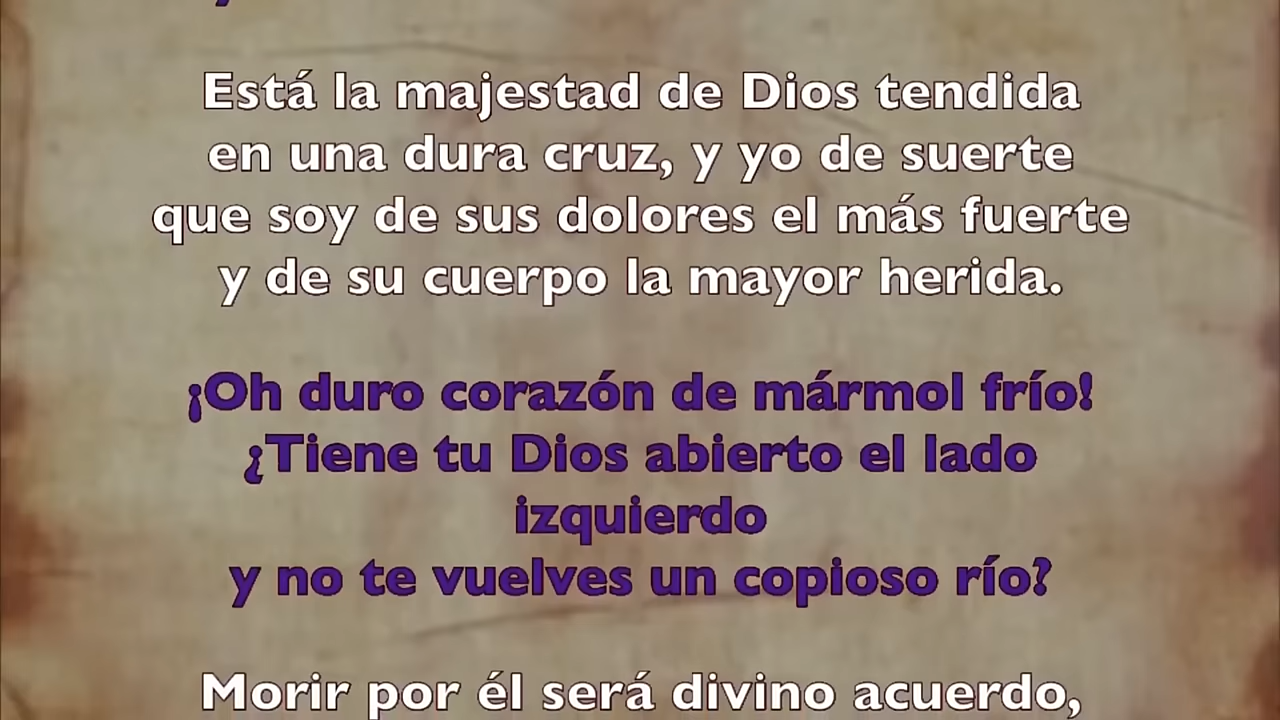 Está la majestad de Dios tendida
en una dura cruz, y yo de suerte
que soy de sus dolores el más fuerte
y de su cuerpo la mayor herida.
¡Oh duro corazón de mármol frío!
¿Tiene tu Dios abierto el lado
izquierdo
y no te vuelves un copioso río?
Morir por él será divino acuerdo,